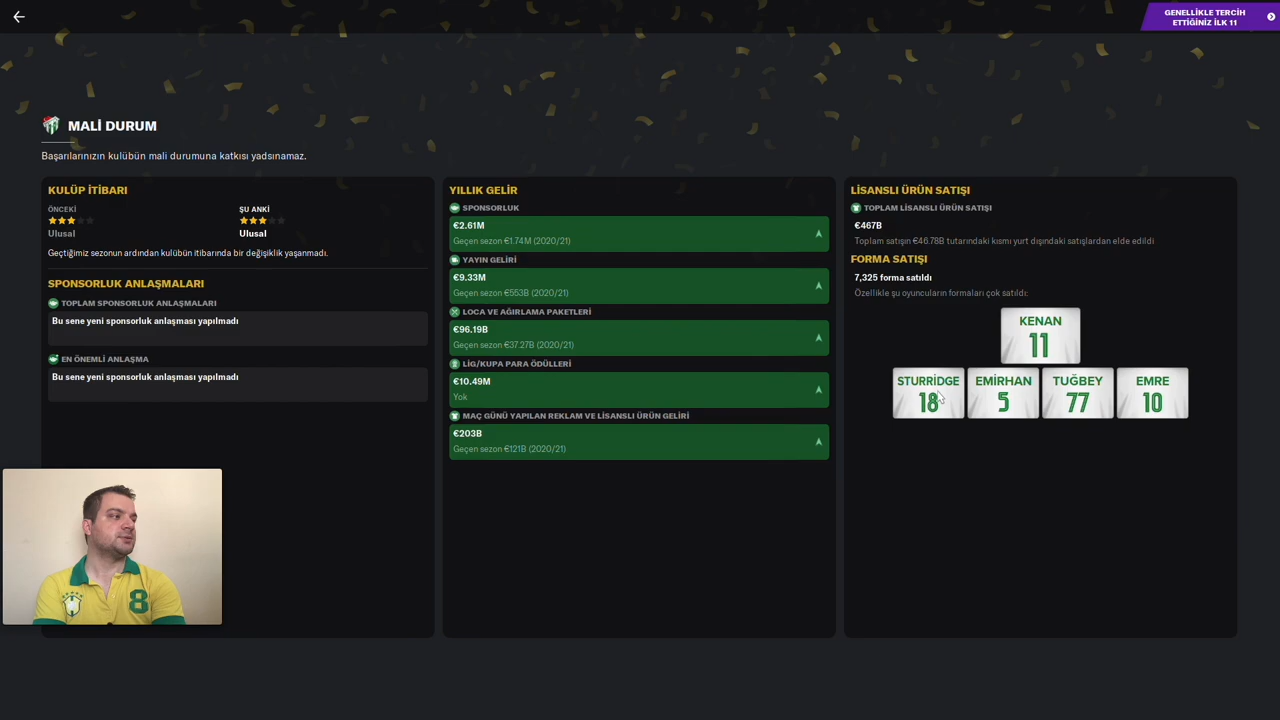 GENELLİKLE TERCİH
ETTİĞİNİZ İLK 11
MALİ DURUM
Başarılarınızın kulübün mali durumuna katkısı yadsınamaz.
KULÜP İTİBARI
ÖNCEKİ
ŞU ANKİ
Ulusal
Ulusal
Geçtiğimiz sezonun ardından kulübün itibarında bir değişiklik yaşanmadı.
SPONSORLUK ANLAŞMALARI
TOPLAM SPONSORLUK ANLAŞMALARI
Bu sene yeni sponsorluk anlaşması yapılmadı
EN ÖNEMLİ ANLAŞMA
Bu sene yeni sponsorluk anlaşması yapılmadı
YILLIK GELİR
SPONSORLUK
€2.61M
Geçen sezon €1.74M (2020/21)
YAYIN GELİRİ
€9.33M
Geçen sezon €553B (2020/21)
LOCA VE AĞIRLAMA PAKETLERİ
€96.19B
Geçen sezon €37.27B (2020/21)
LİG/KUPA PARA ÖDÜLLERİ
€10.49M
Yok
MAÇ GÜNÜ YAPILAN REKLAM VE LİSANSLI ÜRÜN GELİRİ
€203B
Geçen sezon €121B (2020/21)
LİSANSLI ÜRÜN SATIŞI
TOPLAM LİSANSLI ÜRÜN SATIŞI
€467B
Toplam satışın €46.78B tutarındaki kısmı yurt dışındaki satışlardan elde edildi
FORMA SATIŞI
7,325 forma satıldı
Özellikle şu oyuncuların formaları çok satıldı:
KENAN
11
STURRİDGE
18
EMİRHAN
5
TUĞBEY
77
EMRE
10
8